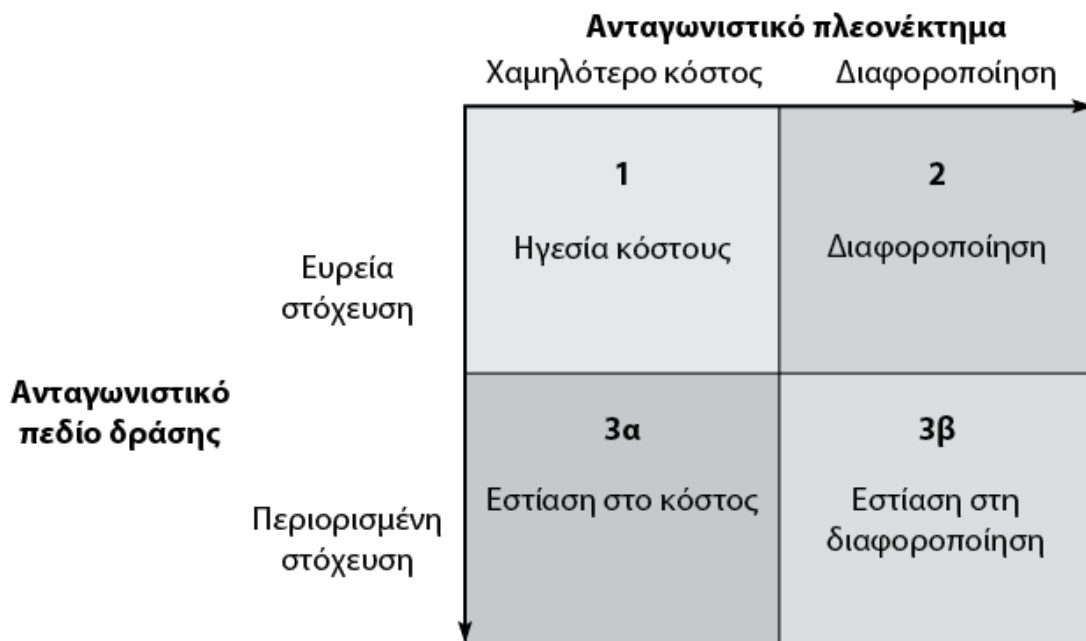 Ανταγωνιστικό πλεονέκτημα
Χαμηλότερο κόστος
Διαφοροποίηση
1
2
Ευρεία
στόχευση
Ηγεσία κόστους
Διαφοροποίηση
Ανταγωνιστικό
πεδίο δράσης
3α
3β
Περιορισμένη
στόχευση
Εστίαση στο κόστος
Εστίαση στη
διαφοροποίηση